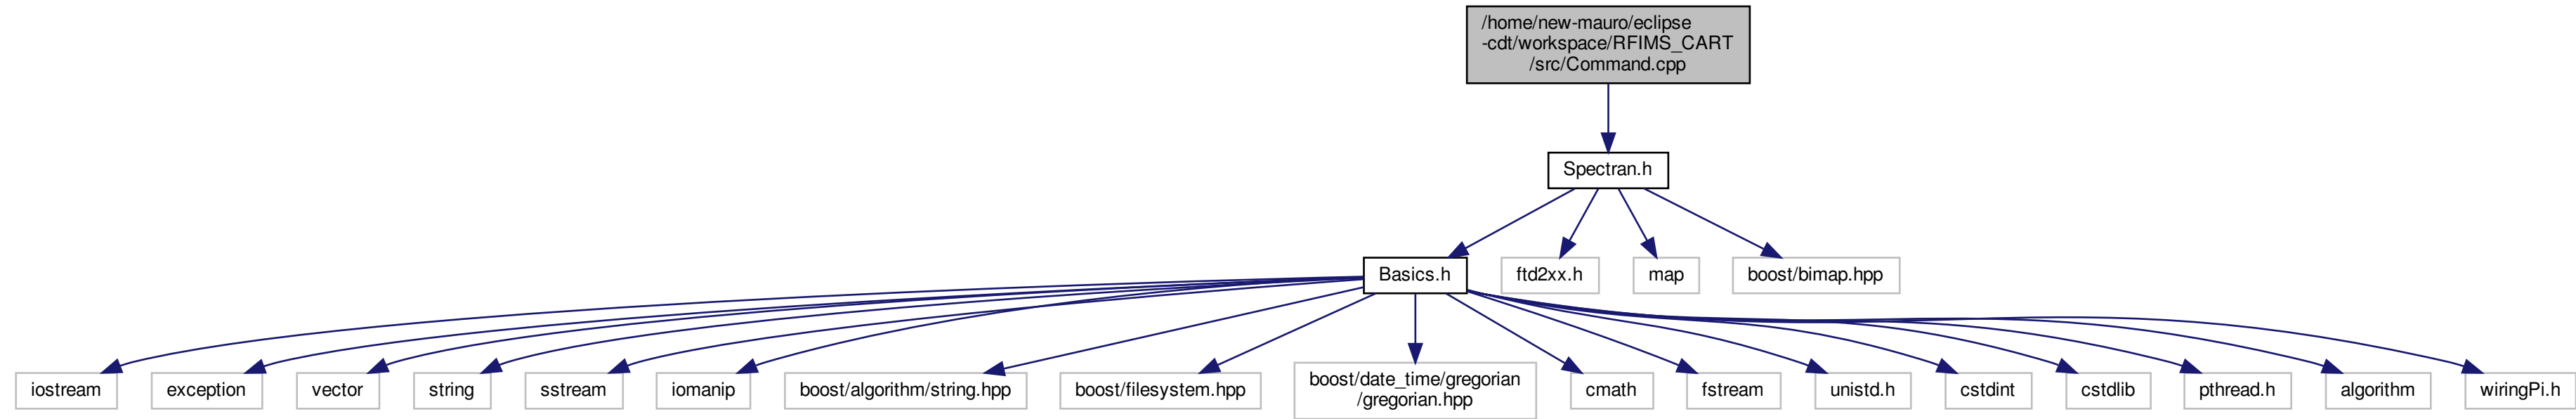 /home/new-mauro/eclipse
-cdt/workspace/RFIMS_CART
/src/Command.cpp
Spectran.h
Basics.h
ftd2xx.h
map
boost/bimap.hpp
iostream
exception
vector
string
sstream
iomanip
boost/algorithm/string.hpp
boost/filesystem.hpp
boost/date_time/gregorian
/gregorian.hpp
cmath
fstream
unistd.h
cstdint
cstdlib
pthread.h
algorithm
wiringPi.h